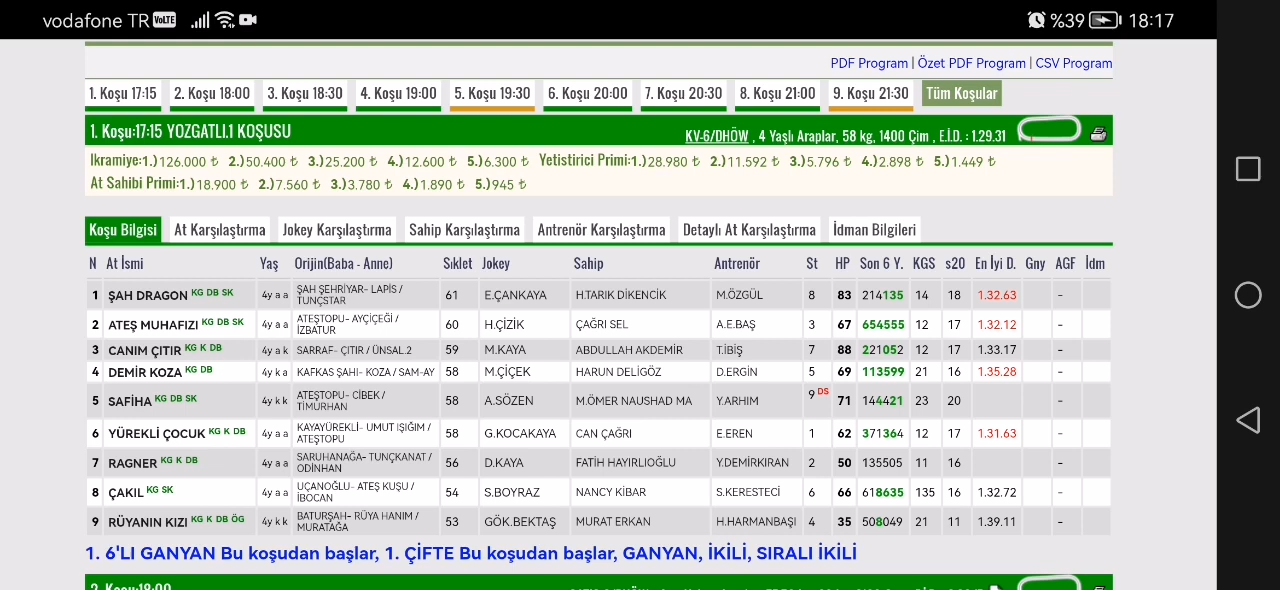 vodafone TR VoLTE %39 18:17
PDF Program | Özet PDF Program | CSV Program
1. Koşu 17:15 2. Koşu 18:00 3. Koşu 18:30 4. Koşu 19:00 5. Koşu 19:30 6. Koşu 20:00 7. Koşu 20:30 8. Koşu 21:00 9. Koşu 21:30 Tüm Koşular
1. Koşu:17:15 YOZGATLI.1 KOŞUSU KV-6/DHÖW , 4 Yaşlı Araplar, 58 kg, 1400 Çim , E.İ.D. : 1.29.31
Ikramiye:1.)126.000 ₺ 2.)50.400 ₺ 3.)25.200 ₺ 4.)12.600 ₺ 5.)6.300 ₺ Yetistirici Primi:1.)28.980 ₺ 2.)11.592 ₺ 3.)5.796 ₺ 4.)2.898 ₺ 5.)1.449 ₺
At Sahibi Primi:1.)18.900 ₺ 2.)7.560 ₺ 3.)3.780 ₺ 4.)1.890 ₺ 5.)945 ₺
Koşu Bilgisi At Karşılaştırma Jokey Karşılaştırma Sahip Karşılaştırma Antrenör Karşılaştırma Detaylı At Karşılaştırma İdman Bilgileri
N At İsmi Yaş Orijin(Baba - Anne) Sıklet Jokey Sahip Antrenör St HP Son 6 Y. KGS s20 En İyi D. Gny AGF İdm
1 ŞAH DRAGON KG DB SK 4y a a ŞAH ŞEHRİYAR- LAPİS / TUNÇSTAR 61 E.ÇANKAYA H.TARIK DİKENCİK M.ÖZGÜL 8 83 214135 14 18 1.32.63 -
2 ATEŞ MUHAFIZI KG DB SK 4y a a ATEŞTOPU- AYÇİÇEĞİ / İZBATUR 60 H.ÇİZİK ÇAĞRI SEL A.E.BAŞ 3 67 654555 12 17 1.32.12 -
3 CANIM ÇITIR KG K DB 4y a k SARRAF- ÇITIR / ÜNSAL.2 59 M.KAYA ABDULLAH AKDEMİR T.İBİŞ 7 88 221052 12 17 1.33.17 -
4 DEMİR KOZA KG DB 4y k a KAFKAS ŞAHI- KOZA / SAM-AY 58 M.ÇİÇEK HARUN DELİGÖZ D.ERGİN 5 69 113599 21 16 1.35.28 -
5 SAFİHA KG DB SK 4y k k ATEŞTOPU- CİBEK / TİMURHAN 58 A.SÖZEN M.ÖMER NAUSHAD MA Y.ARHIM 9 DS 71 144421 23 20 -
6 YÜREKLİ ÇOCUK KG K DB 4y a a KAYAYÜREKLİ- UMUT IŞIĞIM / ATEŞTOPU 58 G.KOCAKAYA CAN ÇAĞRI E.EREN 1 62 371364 12 17 1.31.63 -
7 RAGNER KG K DB 4y a a SARUHANAĞA- TUNÇKANAT / ODİNHAN 56 D.KAYA FATİH HAYIRLIOĞLU Y.DEMİRKIRAN 2 50 135505 11 16 -
8 ÇAKIL KG SK 4y a a UÇANOĞLU- ATEŞ KUŞU / İBOCAN 54 S.BOYRAZ NANCY KİBAR S.KERESTECİ 6 66 618635 135 16 1.32.72 -
9 RÜYANIN KIZI KG K DB ÖG 4y k k BATURŞAH- RÜYA HANIM / MURATAĞA 53 GÖK.BEKTAŞ MURAT ERKAN H.HARMANBAŞI 4 35 508049 21 11 1.39.11 -
1. 6'LI GANYAN Bu koşudan başlar, 1. ÇİFTE Bu koşudan başlar, GANYAN, İKİLİ, SIRALI İKİLİ
2. Koşu:18:00